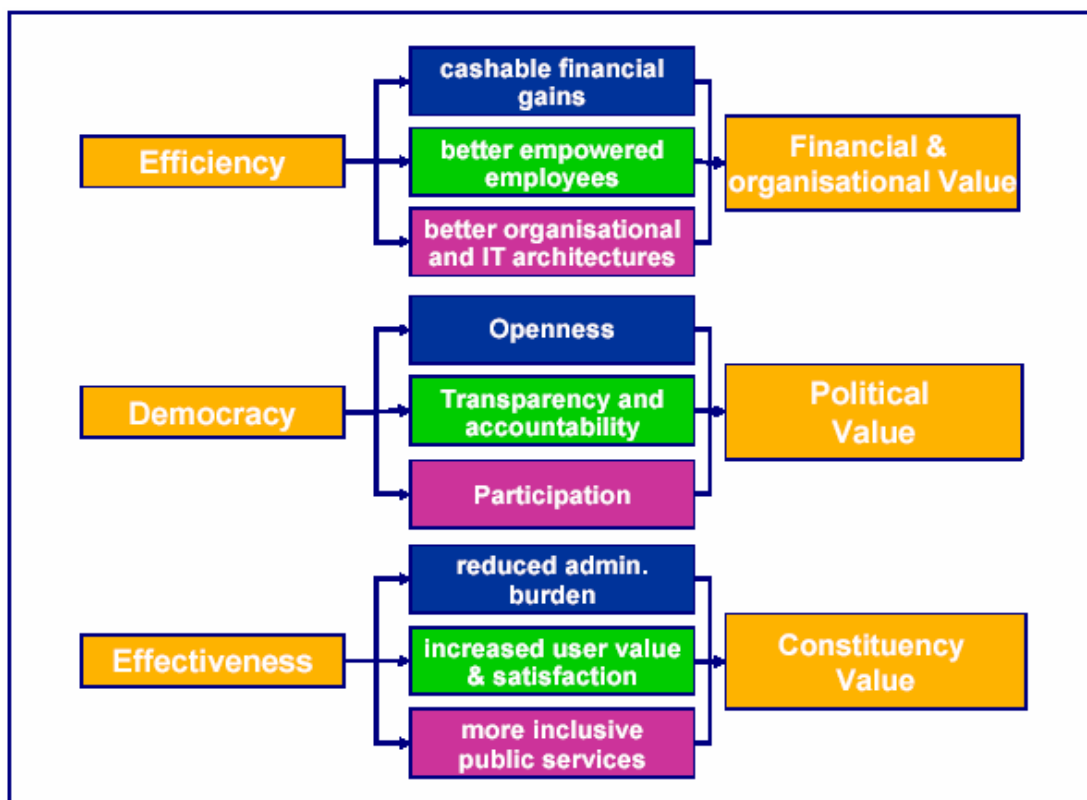 cashable financial
gains
Efficiency
better empowered
employees
Financial &
organisational Value
better organisational
and IT architectures
Openness
Democracy
Transparency and
accountability
Political
Value
Participation
reduced admin.
burden
Effectiveness
increased user value
& satisfaction
Constituency
Value
more inclusive
public services